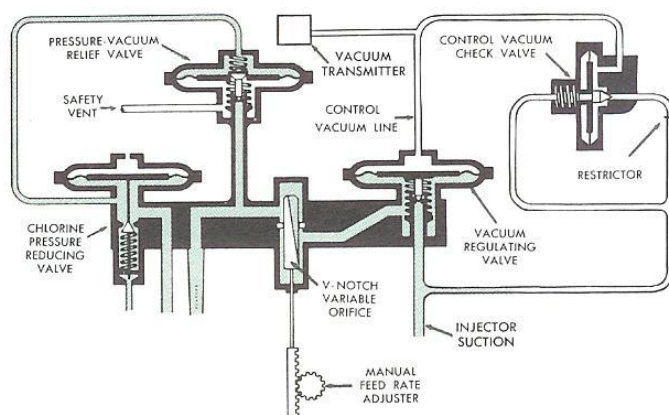 PRESSURE-VACUUM
RELIEF VALVE
SAFETY
VENT
VACUUM
TRANSMITTER
CONTROL
VACUUM LINE
CONTROL VACUUM
CHECK VALVE
RESTRICTOR
CHLORINE
PRESSURE
REDUCING
VALVE
VACUUM
REGULATING
VALVE
V-NOTCH
VARIABLE
ORIFICE
INJECTOR
SUCTION
MANUAL
FEED RATE
ADJUSTER